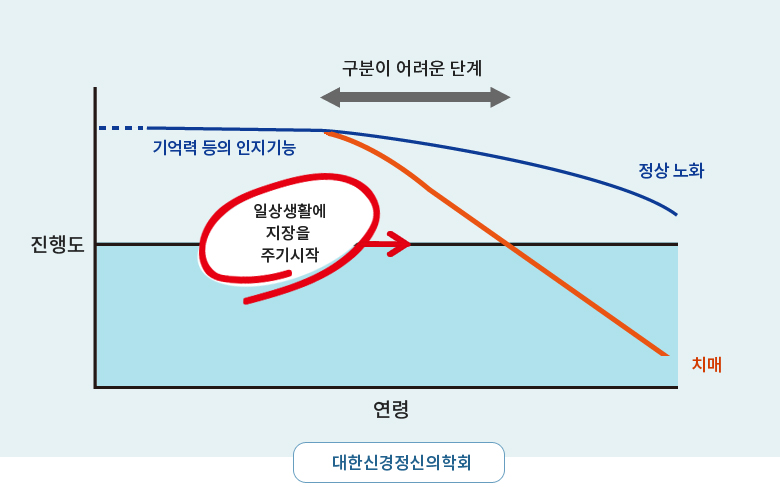 구분이 어려운 단계
기억력 등의 인지기능
정상 노화
일상생활에
지장을
주기시작
진행도
치매
연령
대한신경정신의학회